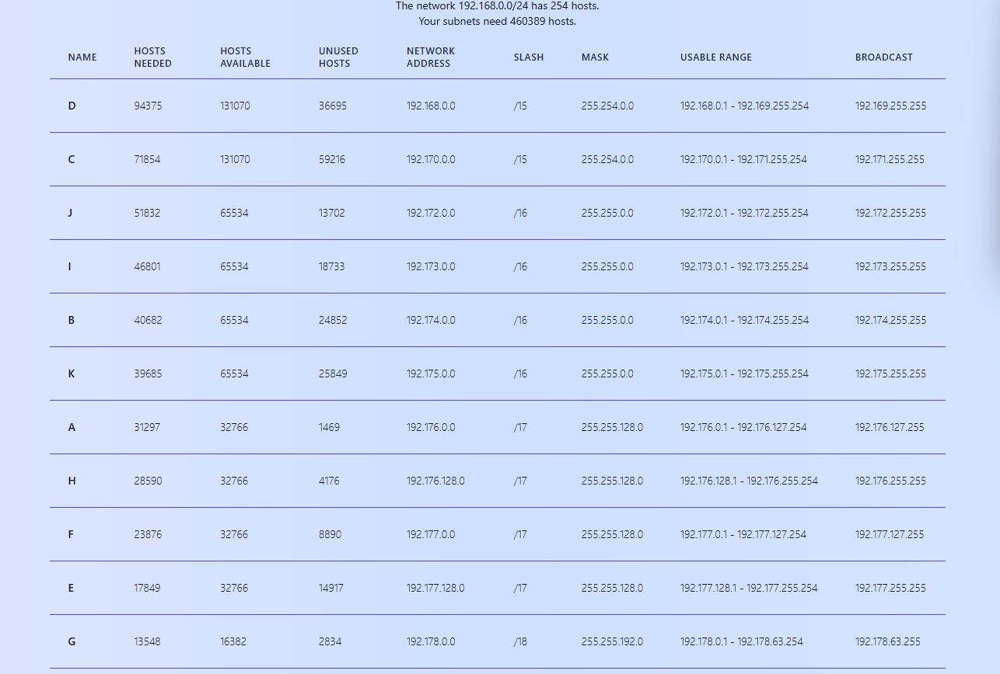 The network 192.168.0.0/24 has 254 hosts.
Your subnets need 460389 hosts.
NAME HOSTS NEEDED HOSTS AVAILABLE UNUSED HOSTS NETWORK ADDRESS SLASH MASK USABLE RANGE BROADCAST
D 94375 131070 36695 192.168.0.0 /15 255.254.0.0 192.168.0.1 - 192.169.255.254 192.169.255.255
C 71854 131070 59216 192.170.0.0 /15 255.254.0.0 192.170.0.1 - 192.171.255.254 192.171.255.255
J 51832 65534 13702 192.172.0.0 /16 255.255.0.0 192.172.0.1 - 192.172.255.254 192.172.255.255
I 46801 65534 18733 192.173.0.0 /16 255.255.0.0 192.173.0.1 - 192.173.255.254 192.173.255.255
B 40682 65534 24852 192.174.0.0 /16 255.255.0.0 192.174.0.1 - 192.174.255.254 192.174.255.255
K 39685 65534 25849 192.175.0.0 /16 255.255.0.0 192.175.0.1 - 192.175.255.254 192.175.255.255
A 31297 32766 1469 192.176.0.0 /17 255.255.128.0 192.176.0.1 - 192.176.127.254 192.176.127.255
H 28590 32766 4176 192.176.128.0 /17 255.255.128.0 192.176.128.1 - 192.176.255.254 192.176.255.255
F 23876 32766 8890 192.177.0.0 /17 255.255.128.0 192.177.0.1 - 192.177.127.254 192.177.127.255
E 17849 32766 14917 192.177.128.0 /17 255.255.128.0 192.177.128.1 - 192.177.255.254 192.177.255.255
G 13548 16382 2834 192.178.0.0 /18 255.255.192.0 192.178.0.1 - 192.178.63.254 192.178.63.255